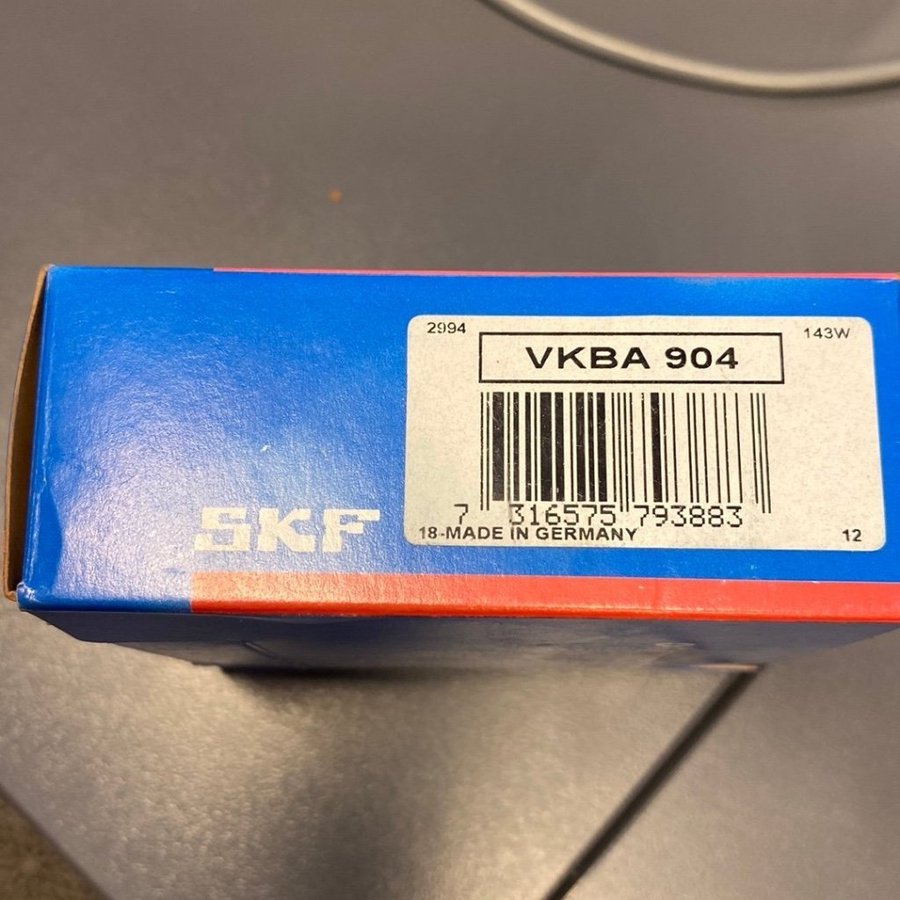 2994
143W
VKBA 904
7 316575 793883
18-MADE IN GERMANY
12
SKF